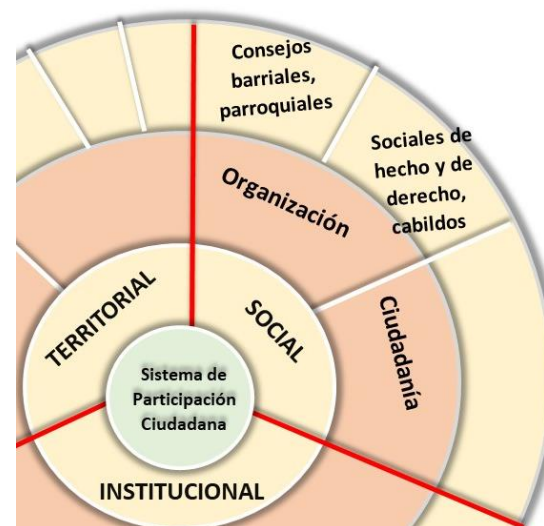 Consejos
barriales,
parroquiales
Sociales de
hecho y de
derecho,
cabildos
Organización
Ciudadanía
TERRITORIAL
SOCIAL
Sistema de
Participación
Ciudadana
INSTITUCIONAL